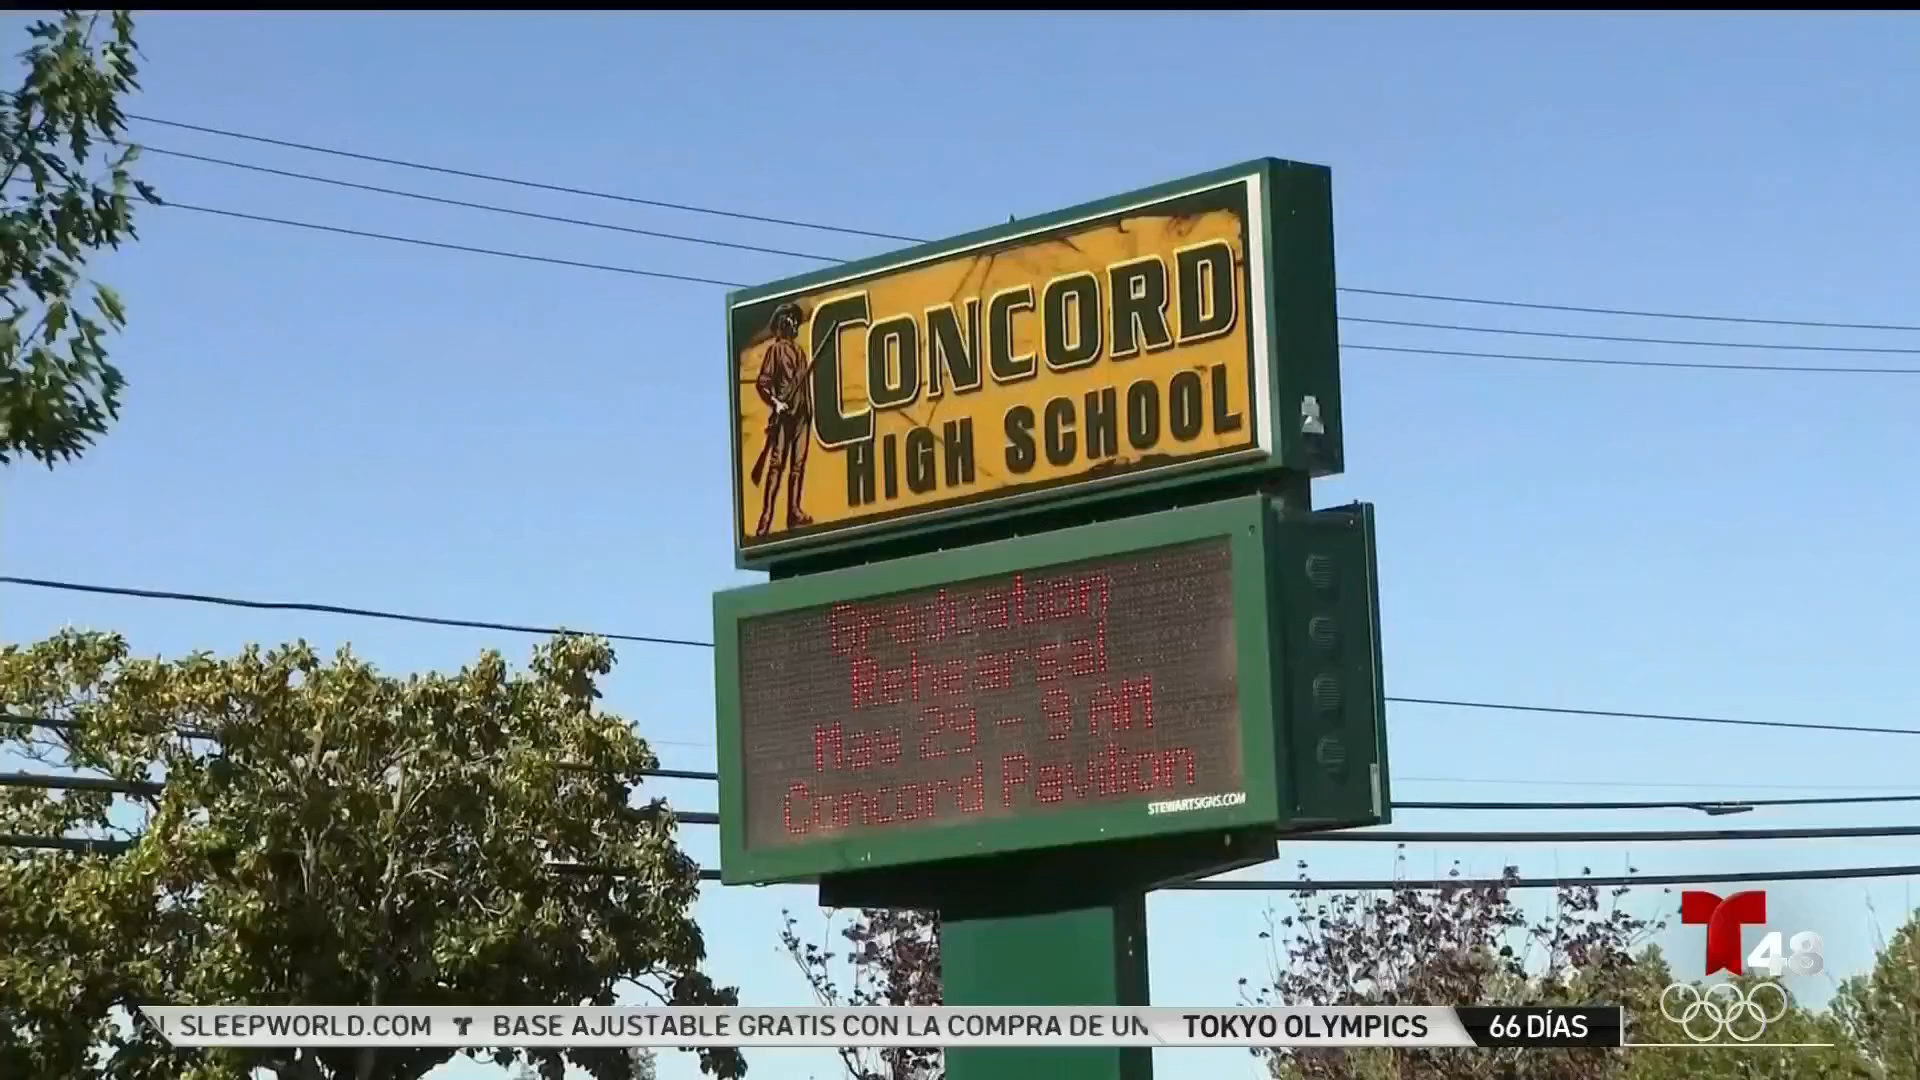 CONCORD
HIGH SCHOOL
Graduation
Rehearsal
May 29 - 9 AM
Concord Pavilion
STEWARTSIGNS.COM
T 48
N. SLEEPWORLD.COM T BASE AJUSTABLE GRATIS CON LA COMPRA DE UN TOKYO OLYMPICS 66 DÍAS